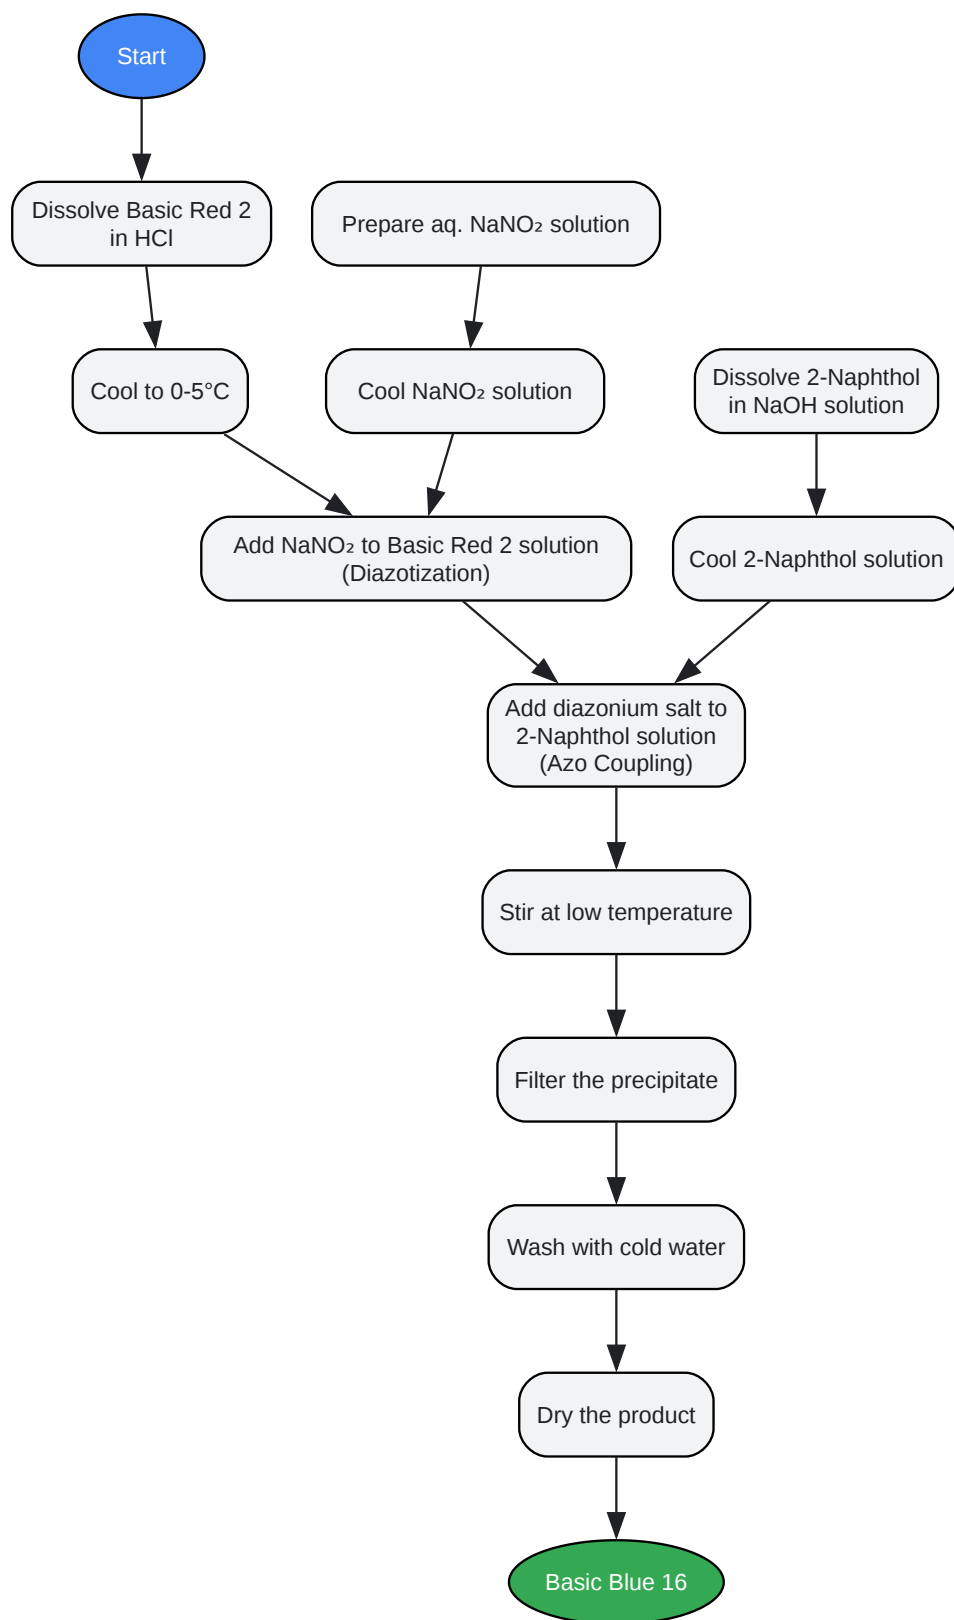 Start
Dissolve Basic Red 2
in HCl
Prepare aq. NaNO₂ solution
Cool to 0-5°C
Cool NaNO₂ solution
Dissolve 2-Naphthol
in NaOH solution
Add NaNO₂ to Basic Red 2 solution
(Diazotization)
Cool 2-Naphthol solution
Add diazonium salt to
2-Naphthol solution
(Azo Coupling)
Stir at low temperature
Filter the precipitate
Wash with cold water
Dry the product
Basic Blue 16